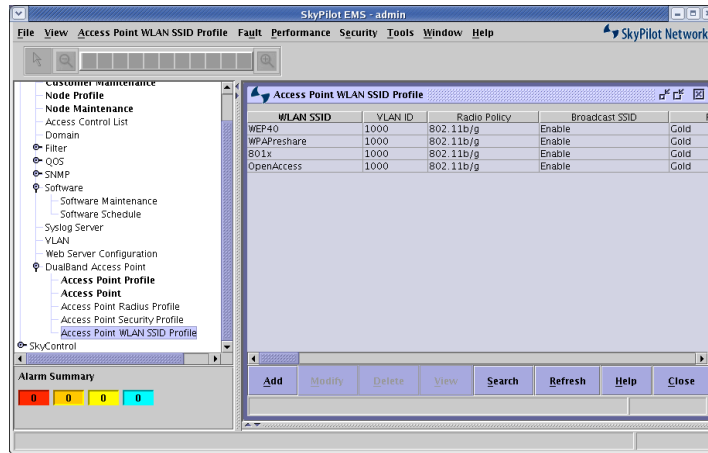 SkyPilot EMS - admin
File View Access Point WLAN SSID Profile Fault Performance Security Tools Window Help
SkyPilot Network
Customer Maintenance
Node Profile
Node Maintenance
Access Control List
Domain
Filter
QOS
SNMP
Software
Software Maintenance
Software Schedule
Syslog Server
VLAN
Web Server Configuration
DualBand Access Point
Access Point Profile
Access Point
Access Point Radius Profile
Access Point Security Profile
Access Point WLAN SSID Profile
SkyControl
Alarm Summary
0 0 0 0
Access Point WLAN SSID Profile
WLAN SSID VLAN ID Radio Policy Broadcast SSID
WEP40 1000 802.11b/g Enable Gold
WPAPreshare 1000 802.11b/g Enable Gold
801x 1000 802.11b/g Enable Gold
OpenAccess 1000 802.11b/g Enable Gold
Add Modify Delete View Search Refresh Help Close